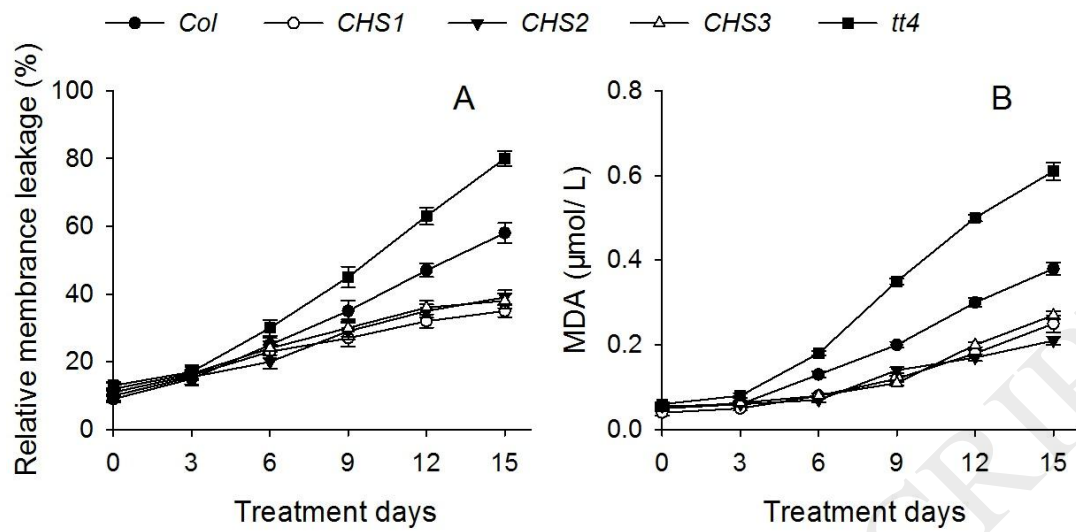 Col CHS1 CHS2 CHS3 tt4
Relative membrance leakage (%)
A
100
80
60
40
20
0
0 3 6 9 12 15
Treatment days
MDA (µmol/ L)
B
0.8
0.6
0.4
0.2
0.0
0 3 6 9 12 15
Treatment days
CRIP